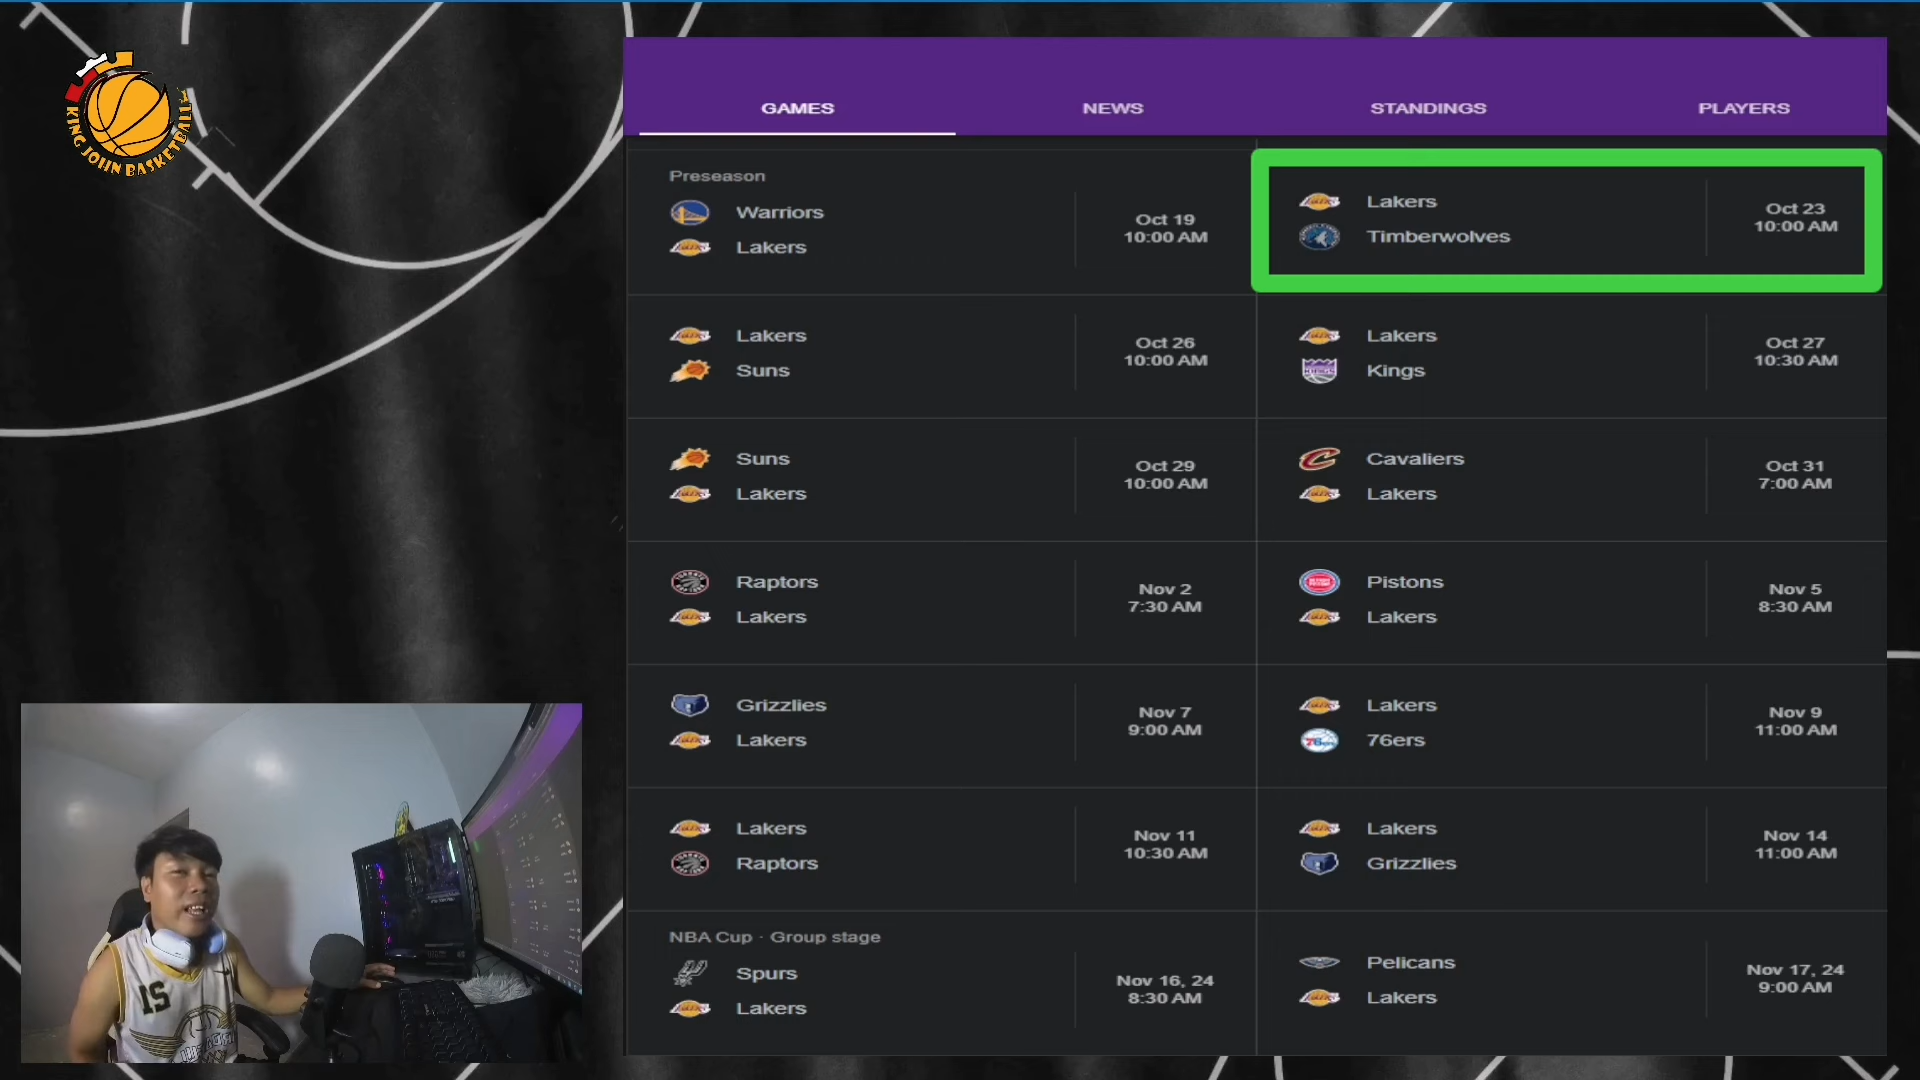 KING JOHN BASKETBALL
GAMES
NEWS
STANDINGS
PLAYERS
Preseason
Warriors
Lakers
Oct 19
10:00 AM
Lakers
Timberwolves
Oct 23
10:00 AM
Lakers
Suns
Oct 26
10:00 AM
Lakers
Kings
Oct 27
10:30 AM
Suns
Lakers
Oct 29
10:00 AM
Cavaliers
Lakers
Oct 31
7:00 AM
Raptors
Lakers
Nov 2
7:30 AM
Pistons
Lakers
Nov 5
8:30 AM
Grizzlies
Lakers
Nov 7
9:00 AM
Lakers
76ers
Nov 9
11:00 AM
Lakers
Raptors
Nov 11
10:30 AM
Lakers
Grizzlies
Nov 14
11:00 AM
NBA Cup · Group stage
Spurs
Lakers
Nov 16, 24
8:30 AM
Pelicans
Lakers
Nov 17, 24
9:00 AM